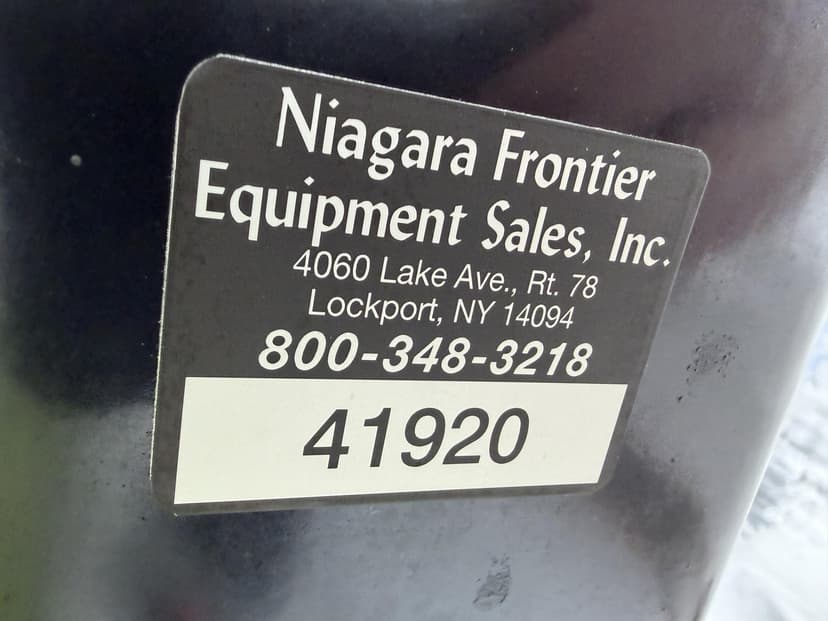 Niagara Frontier
Equipment Sales, Inc.
4060 Lake Ave., Rt. 78
Lockport, NY 14094
800-348-3218
41920